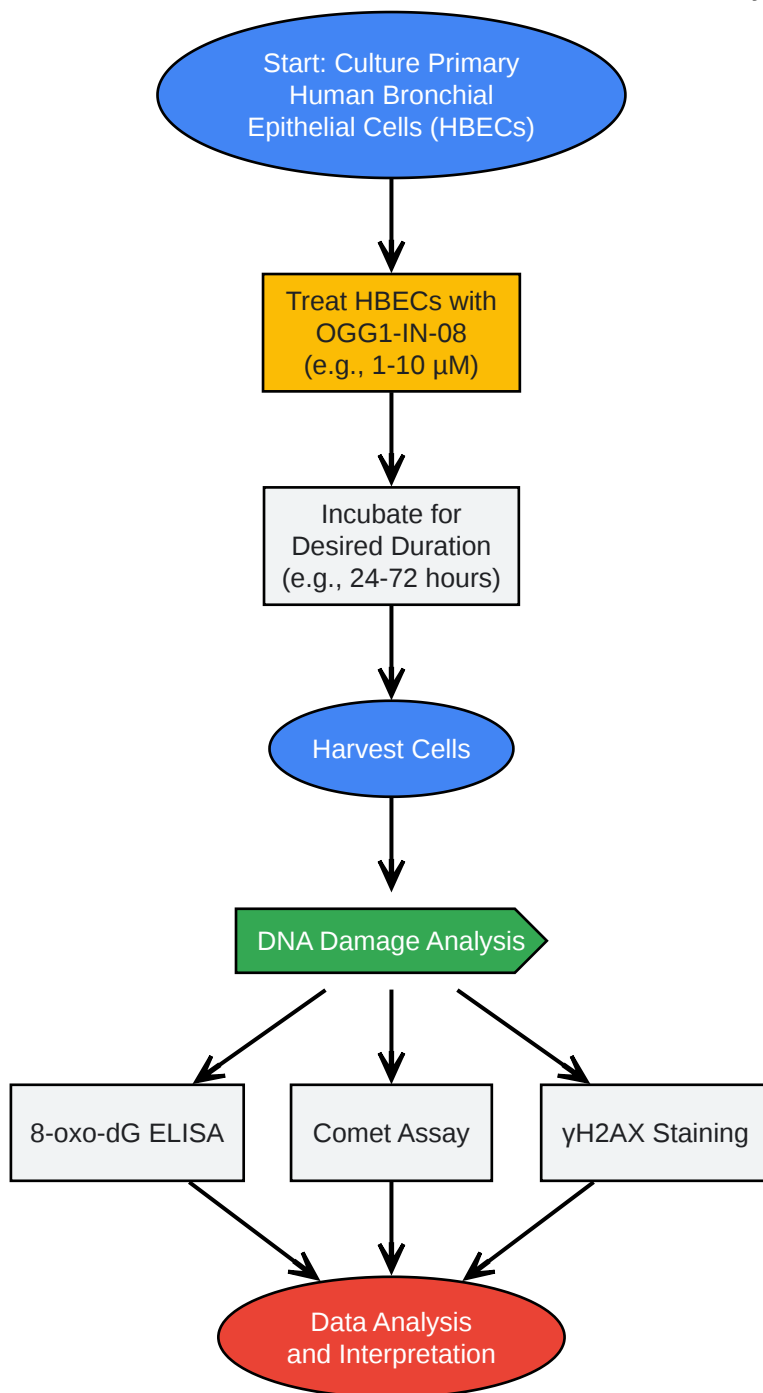 Start: Culture Primary
Human Bronchial
Epithelial Cells (HBECs)
Treat HBECs with
OGG1-IN-08
(e.g., 1-10 µM)
Incubate for
Desired Duration
(e.g., 24-72 hours)
Harvest Cells
DNA Damage Analysis
8-oxo-dG ELISA
Comet Assay
γH2AX Staining
Data Analysis
and Interpretation